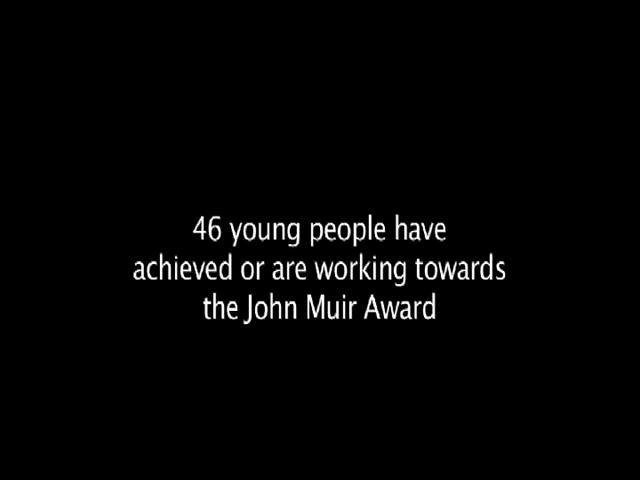 46 young people have
achieved or are working towards
the John Muir Award